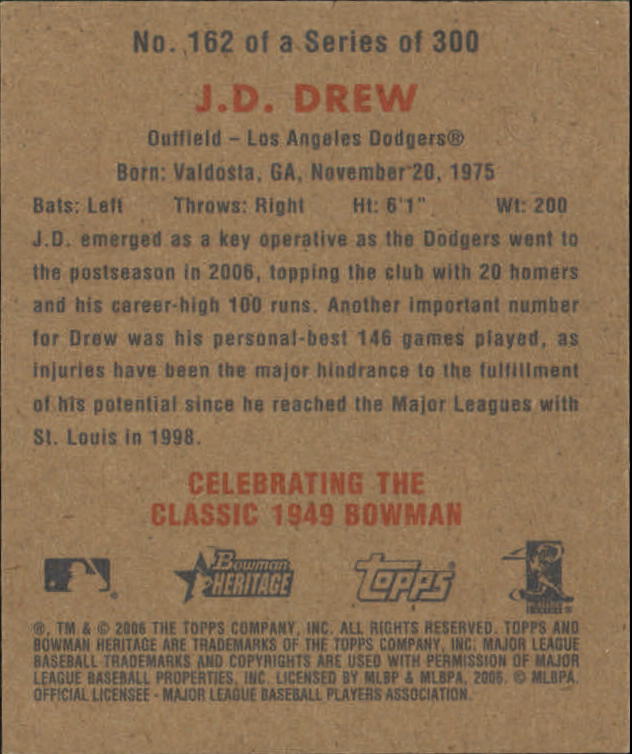 No. 162 of a Series of 300
J.D. DREW
Outfield – Los Angeles Dodgers®
Born: Valdosta, GA, November 20, 1975
Bats: Left Throws: Right Ht: 6'1" Wt: 200
J.D. emerged as a key operative as the Dodgers went to
the postseason in 2006, topping the club with 20 homers
and his career-high 100 runs. Another important number
for Drew was his personal-best 146 games played, as
injuries have been the major hindrance to the fulfillment
of his potential since he reached the Major Leagues with
St. Louis in 1998.
CELEBRATING THE
CLASSIC 1949 BOWMAN
Bowman
HERITAGE
topps
®, TM & © 2006 THE TOPPS COMPANY, INC. ALL RIGHTS RESERVED. TOPPS AND
BOWMAN HERITAGE ARE TRADEMARKS OF THE TOPPS COMPANY, INC. MAJOR LEAGUE
BASEBALL TRADEMARKS AND COPYRIGHTS ARE USED WITH PERMISSION OF MAJOR
LEAGUE BASEBALL PROPERTIES, INC. LICENSED BY MLBP & MLBPA, 2006. © MLBPA.
OFFICIAL LICENSEE - MAJOR LEAGUE BASEBALL PLAYERS ASSOCIATION.